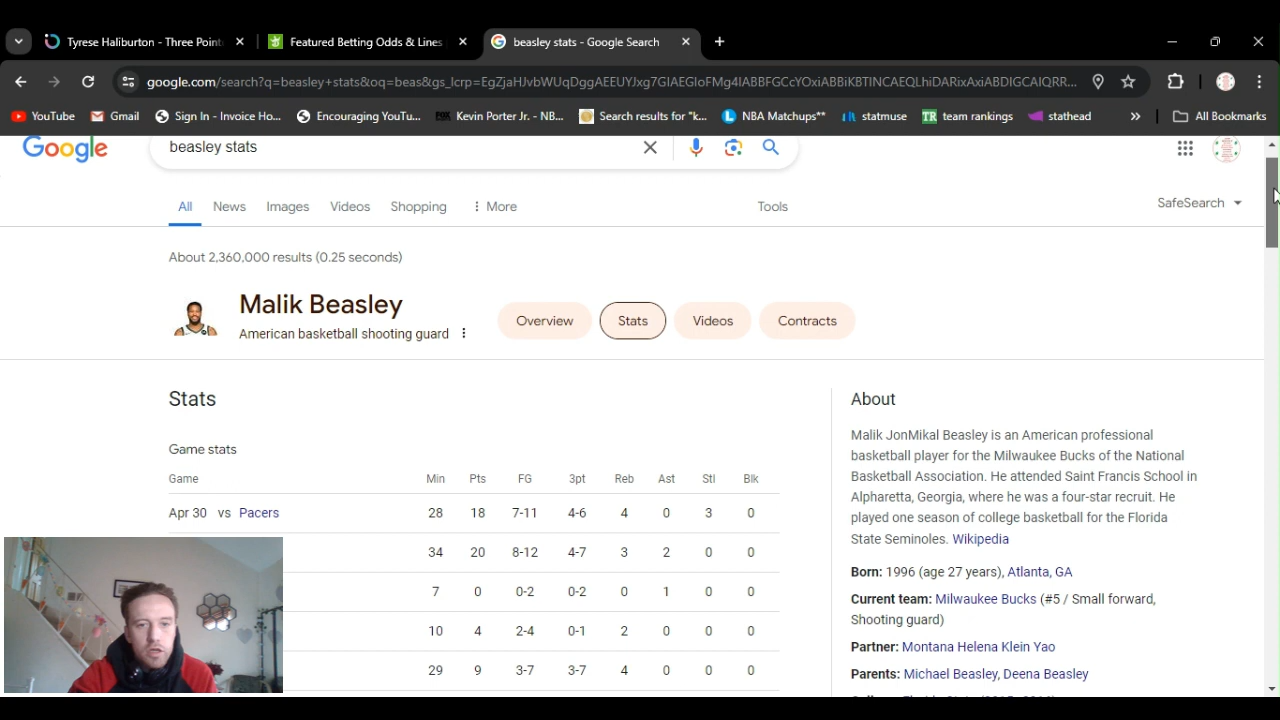 Tyrese Haliburton - Three Point
Featured Betting Odds & Lines
beasley stats - Google Search
google.com/search?q=beasley+stats&oq=beas&gs_lcrp=EgZjaHJvbWUqDggAEEUYJxg7GIAEGIoFMg4IABBFGCcYOxiABBiKBTINCAEQLhiDARixAxiABDIGCAIQRR...
YouTube Gmail Sign In - Invoice Ho... Encouraging YouTu... Kevin Porter Jr. - NB... Search results for "k... NBA Matchups** statmuse TR team rankings stathead » All Bookmarks
Google
beasley stats
All News Images Videos Shopping More Tools SafeSearch
About 2,360,000 results (0.25 seconds)
Malik Beasley
American basketball shooting guard
Overview Stats Videos Contracts
Stats
Game stats
Game Min Pts FG 3pt Reb Ast Stl Blk
Apr 30 vs Pacers 28 18 7-11 4-6 4 0 3 0
34 20 8-12 4-7 3 2 0 0
7 0 0-2 0-2 0 1 0 0
10 4 2-4 0-1 2 0 0 0
29 9 3-7 3-7 4 0 0 0
About
Malik JonMikal Beasley is an American professional
basketball player for the Milwaukee Bucks of the National
Basketball Association. He attended Saint Francis School in
Alpharetta, Georgia, where he was a four-star recruit. He
played one season of college basketball for the Florida
State Seminoles. Wikipedia
Born: 1996 (age 27 years), Atlanta, GA
Current team: Milwaukee Bucks (#5 / Small forward,
Shooting guard)
Partner: Montana Helena Klein Yao
Parents: Michael Beasley, Deena Beasley